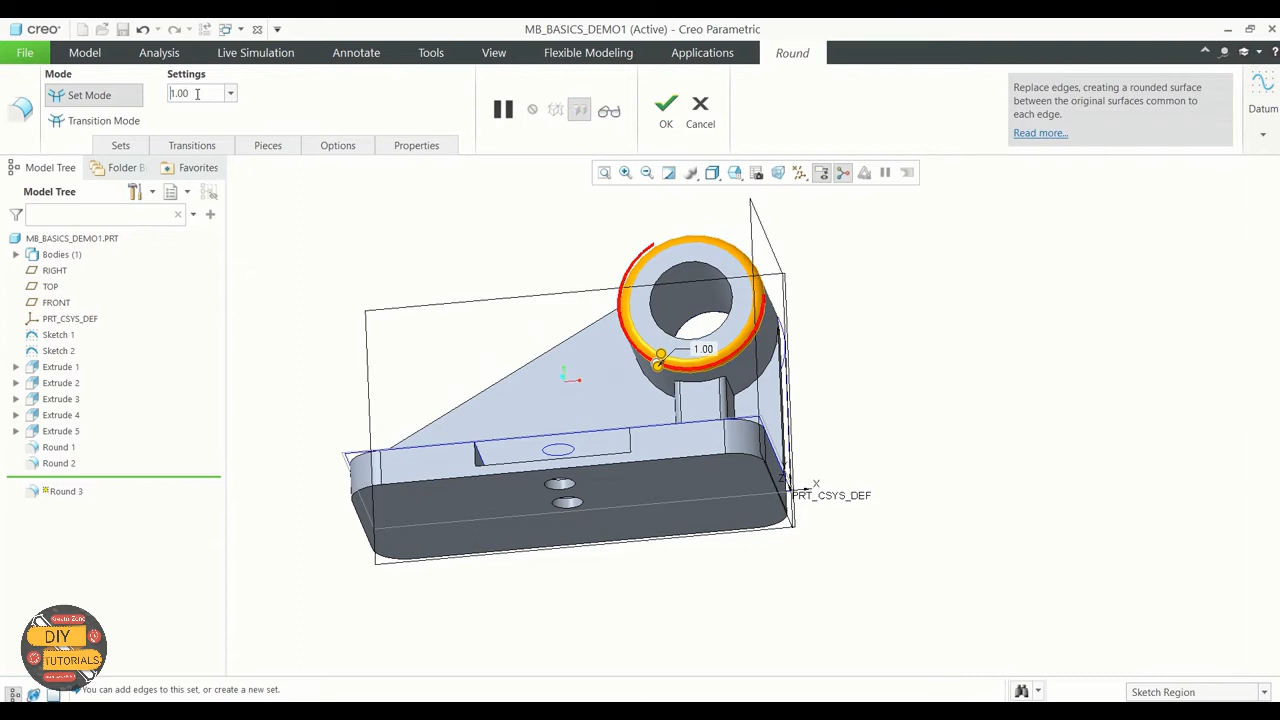 creo
MB_BASICS_DEMO1 (Active) - Creo Parametric
File
Model
Analysis
Live Simulation
Annotate
Tools
View
Flexible Modeling
Applications
Round
Mode
Settings
Set Mode
1.00
Transition Mode
OK
Cancel
Replace edges, creating a rounded surface
between the original surfaces common to
each edge.
Read more...
Datum
Sets
Transitions
Pieces
Options
Properties
Model Tree
Folder B
Favorites
Model Tree
MB_BASICS_DEMO1.PRT
Bodies (1)
RIGHT
TOP
FRONT
PRT_CSYS_DEF
Sketch 1
Sketch 2
Extrude 1
Extrude 2
Extrude 3
Extrude 4
Extrude 5
Round 1
Round 2
Round 3
1.00
X
Z
PRT_CSYS_DEF
DIY
TUTORIALS
You can add edges to this set, or create a new set.
Sketch Region